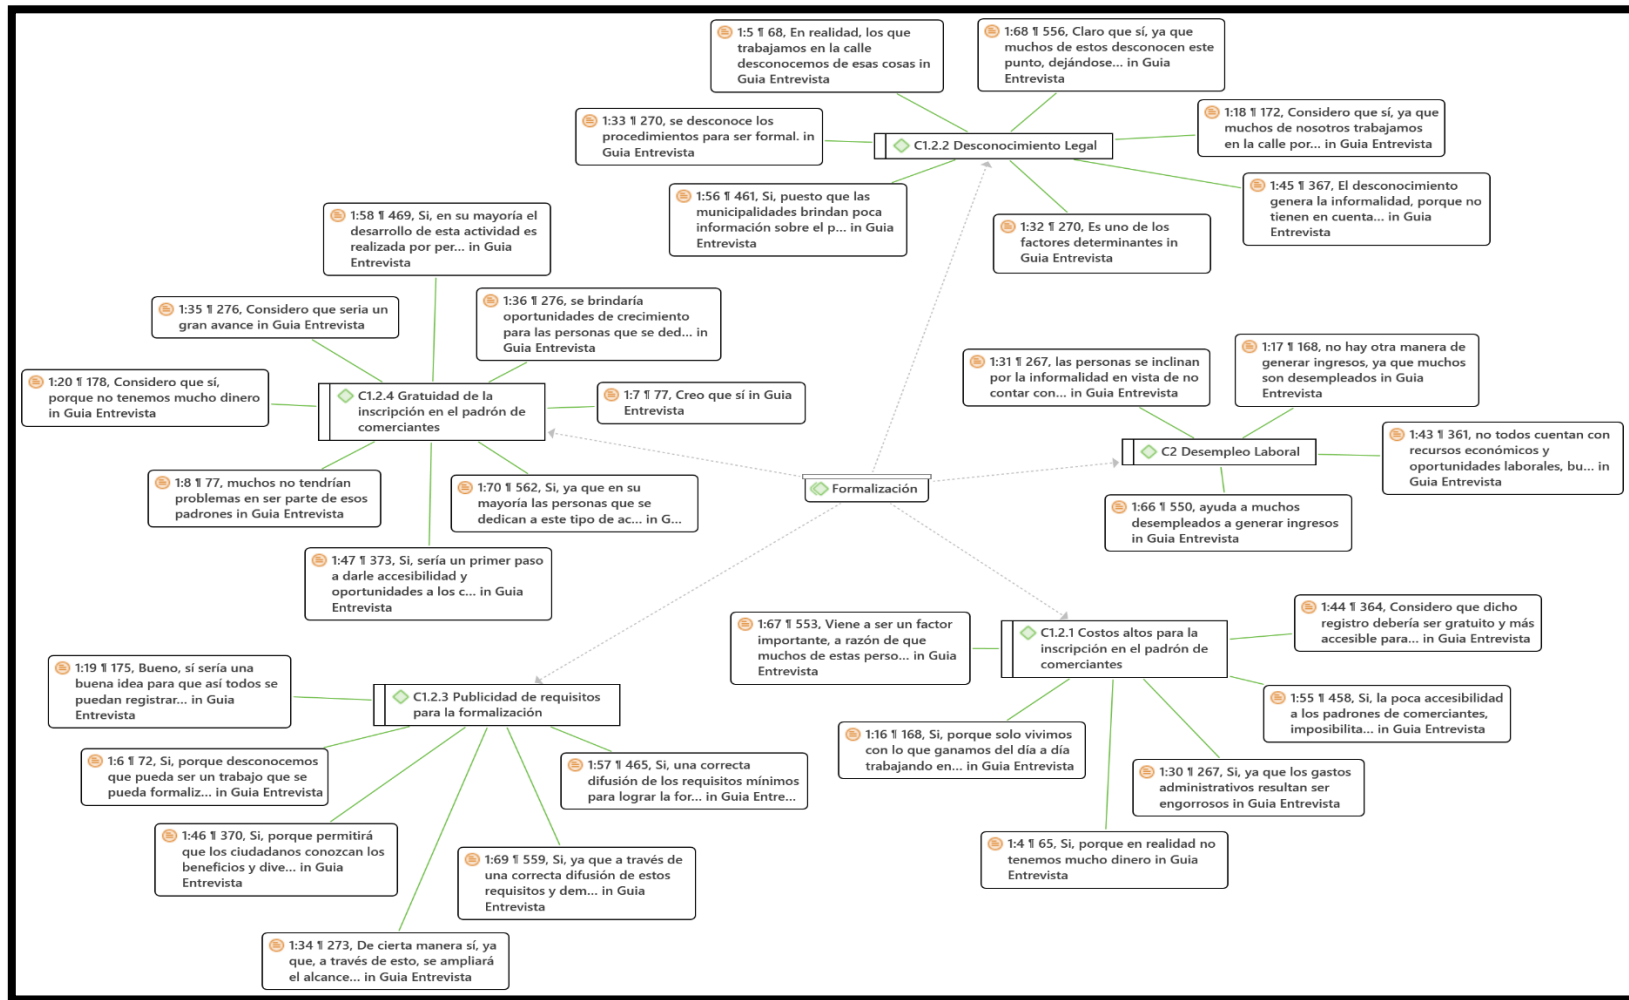 1:5 ¶ 68, En realidad, los que
trabajamos en la calle
desconocemos de esas cosas in
Guia Entrevista
1:68 ¶ 556, Claro que sí, ya que
muchos de estos desconocen este
punto, dejándose... in Guia
Entrevista
1:33 ¶ 270, se desconoce los
procedimientos para ser formal. in
Guia Entrevista
C1.2.2 Desconocimiento Legal
1:18 ¶ 172, Considero que sí, ya que
muchos de nosotros trabajamos
en la calle por... in Guia Entrevista
1:56 ¶ 461, Si, puesto que las
municipalidades brindan poca
información sobre el p... in Guia
Entrevista
1:32 ¶ 270, Es uno de los
factores determinantes in
Guia Entrevista
1:45 ¶ 367, El desconocimiento
genera la informalidad, porque no
tienen en cuenta... in Guia
Entrevista
1:58 ¶ 469, Si, en su mayoría el
desarrollo de esta actividad es
realizada por per... in Guia
Entrevista
1:35 ¶ 276, Considero que seria un
gran avance in Guia Entrevista
1:36 ¶ 276, se brindaría
oportunidades de crecimiento
para las personas que se ded... in
Guia Entrevista
1:20 ¶ 178, Considero que sí,
porque no tenemos mucho dinero
in Guia Entrevista
C1.2.4 Gratuidad de la
inscripción en el padrón de
comerciantes
1:7 ¶ 77, Creo que sí in Guia
Entrevista
1:8 ¶ 77, muchos no tendrían
problemas en ser parte de esos
padrones in Guia Entrevista
1:70 ¶ 562, Si, ya que en su
mayoría las personas que se
dedican a este tipo de ac... in G...
1:47 ¶ 373, Si, sería un primer paso
a darle accesibilidad y
oportunidades a los c... in Guia
Entrevista
1:31 ¶ 267, las personas se inclinan
por la informalidad en vista de no
contar con... in Guia Entrevista
1:17 ¶ 168, no hay otra manera de
generar ingresos, ya que muchos
son desempleados in Guia
Entrevista
C2 Desempleo Laboral
1:43 ¶ 361, no todos cuentan con
recursos económicos y
oportunidades laborales, bu... in
Guia Entrevista
1:66 ¶ 550, ayuda a muchos
desempleados a generar ingresos
in Guia Entrevista
Formalización
1:67 ¶ 553, Viene a ser un factor
importante, a razón de que
muchos de estas perso... in Guia
Entrevista
C1.2.1 Costos altos para la
inscripción en el padrón de
comerciantes
1:44 ¶ 364, Considero que dicho
registro debería ser gratuito y más
accesible para... in Guia Entrevista
1:16 ¶ 168, Si, porque solo vivimos
con lo que ganamos del día a día
trabajando en... in Guia Entrevista
1:55 ¶ 458, Si, la poca accesibilidad
a los padrones de comerciantes,
imposibilita... in Guia Entrevista
1:30 ¶ 267, Si, ya que los gastos
administrativos resultan ser
engorrosos in Guia Entrevista
1:4 ¶ 65, Si, porque en realidad no
tenemos mucho dinero in Guia
Entrevista
1:19 ¶ 175, Bueno, sí sería una
buena idea para que así todos se
puedan registrar... in Guia
Entrevista
C1.2.3 Publicidad de requisitos
para la formalización
1:6 ¶ 72, Si, porque desconocemos
que pueda ser un trabajo que se
pueda formaliz... in Guia Entrevista
1:57 ¶ 465, Si, una correcta
difusión de los requisitos mínimos
para lograr la for... in Guia Entre...
1:46 ¶ 370, Si, porque permitirá
que los ciudadanos conozcan los
beneficios y dive... in Guia
Entrevista
1:69 ¶ 559, Si, ya que a través de
una correcta difusión de estos
requisitos y dem... in Guia
Entrevista
1:34 ¶ 273, De cierta manera sí, ya
que, a través de esto, se ampliará
el alcance... in Guia Entrevista